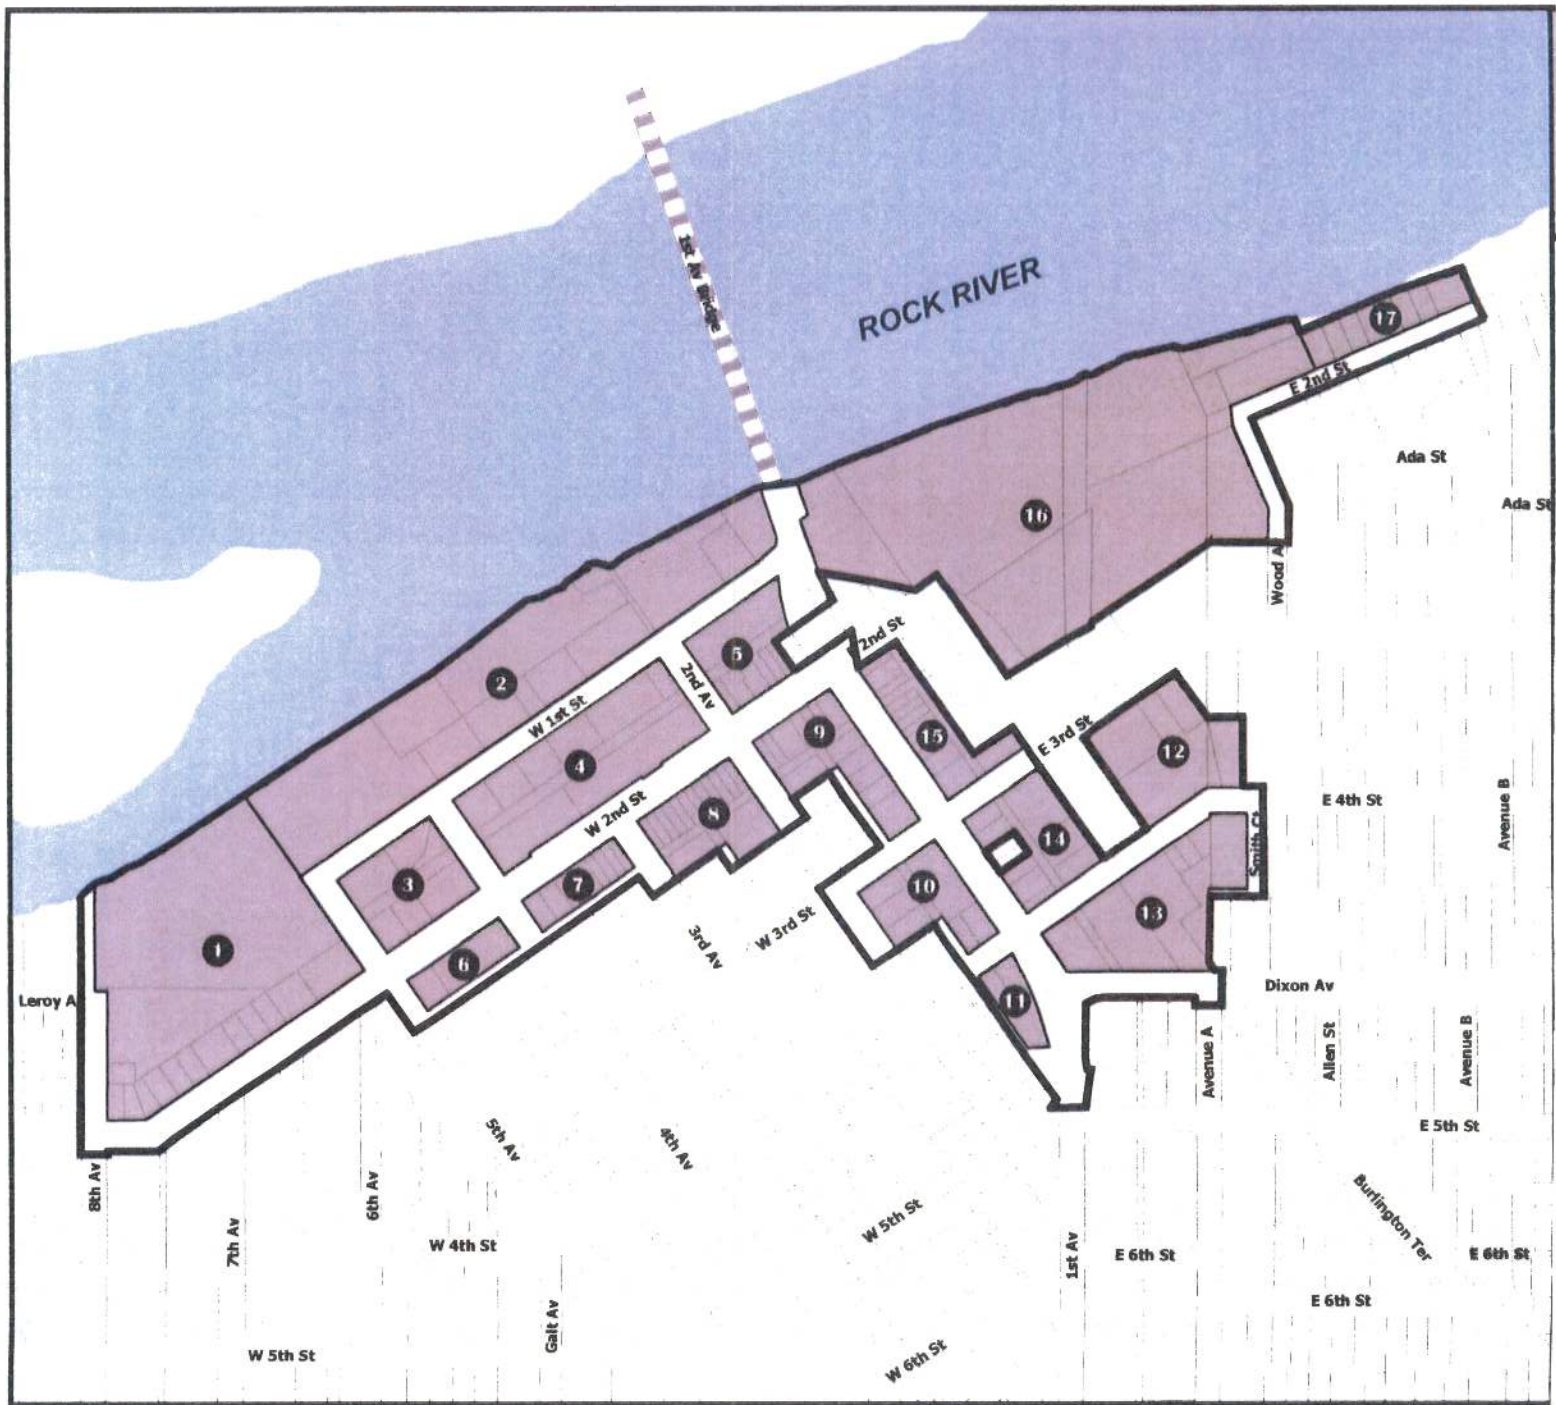 1st Av Bridge
ROCK RIVER
17
E 2nd St
Ada St
Ada St
16
Wood A
2nd St
5
2nd Av
2
W 1st St
9
15
E 3rd St
12
4
W 2nd St
8
E 4th St
Avenue B
Smith Ct
14
3
7
10
13
W 3rd St
3rd Av
1
6
Leroy A
11
Dixon Av
Avenue A
Allen St
Avenue B
5th Av
4th Av
E 5th St
8th Av
6th Av
7th Av
W 4th St
W 5th St
1st Av
E 6th St
Burlington Ter
E 6th St
E 6th St
Galt Av
W 5th St
W 6th St